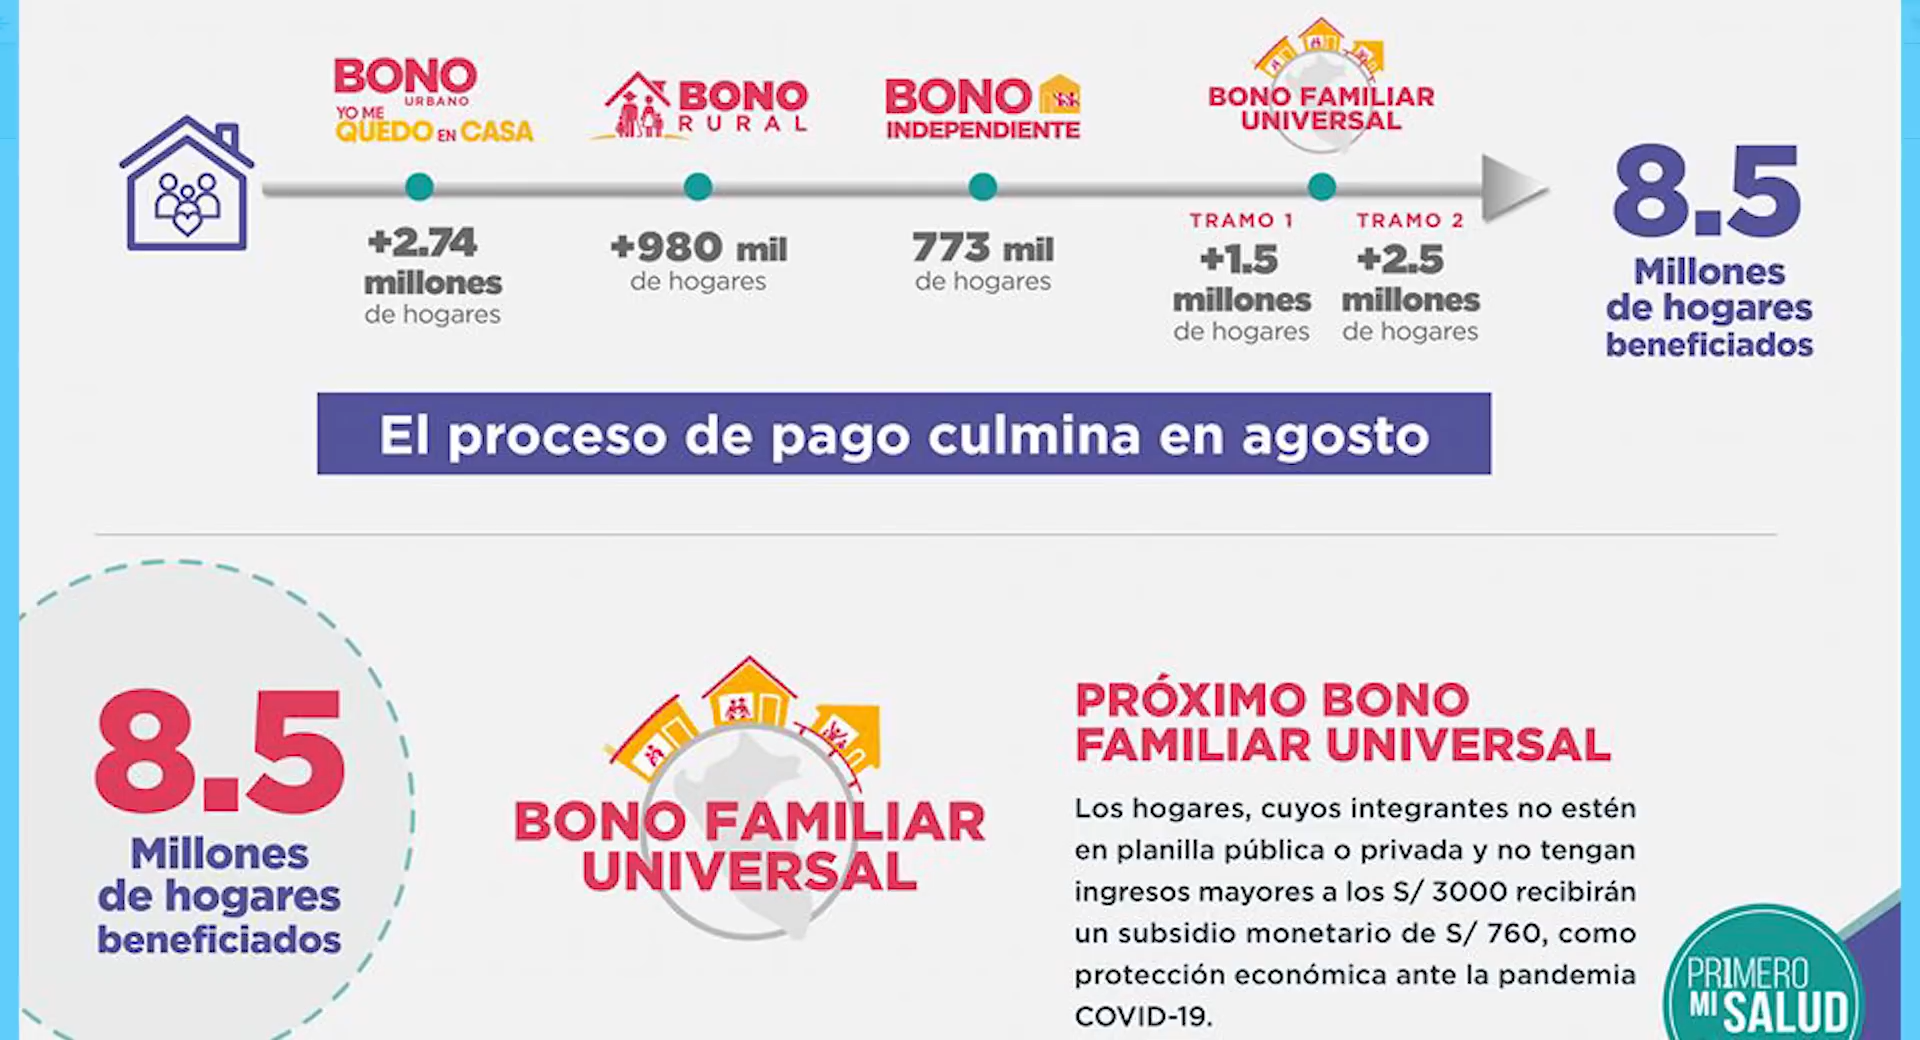 BONO
URBANO
YO ME
QUEDO EN CASA
+2.74
millones
de hogares
BONO
RURAL
+980 mil
de hogares
BONO
INDEPENDIENTE
773 mil
de hogares
BONO FAMILIAR
UNIVERSAL
TRAMO 1
+1.5
millones
de hogares
TRAMO 2
+2.5
millones
de hogares
8.5
Millones
de hogares
beneficiados
El proceso de pago culmina en agosto
8.5
Millones
de hogares
beneficiados
BONO FAMILIAR
UNIVERSAL
PRÓXIMO BONO
FAMILIAR UNIVERSAL
Los hogares, cuyos integrantes no estén
en planilla pública o privada y no tengan
ingresos mayores a los S/ 3000 recibirán
un subsidio monetario de S/ 760, como
protección económica ante la pandemia
COVID-19.
PR1MERO
MI SALUD